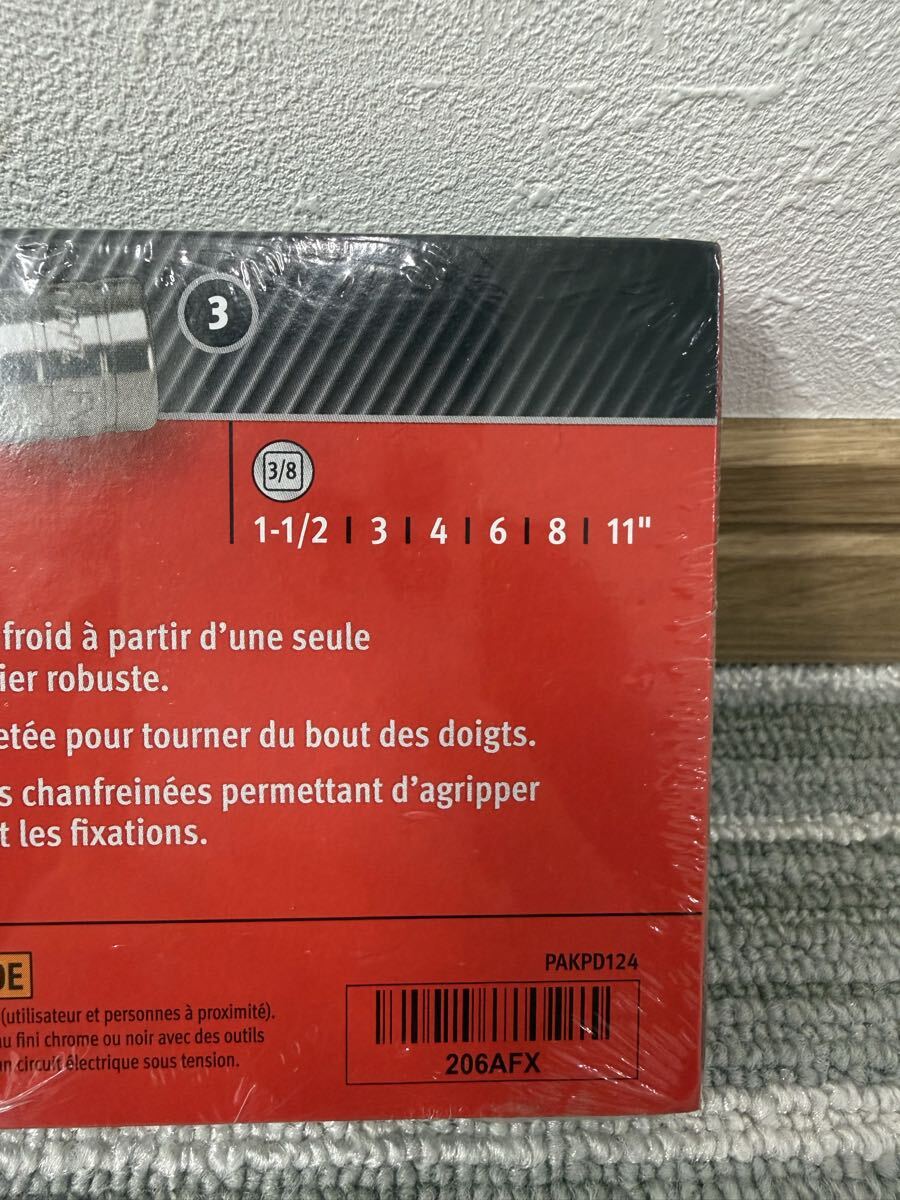 3
3/8
1-1/2 | 3 | 4 | 6 | 8 | 11"
froid à partir d'une seule
ier robuste.
etée pour tourner du bout des doigts.
s chanfreinées permettant d'agripper
t les fixations.
DE
PAKPD124
(utilisateur et personnes à proximité).
au fini chrome ou noir avec des outils
un circuit électrique sous tension.
206AFX